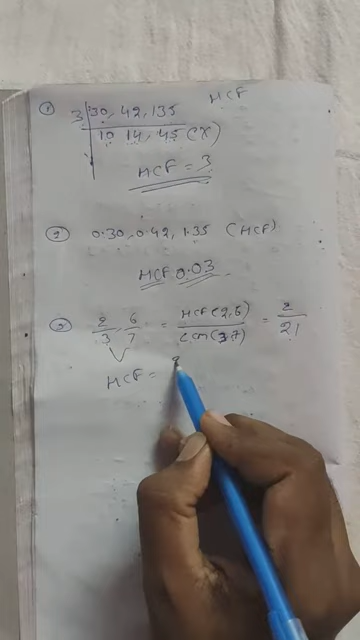 ① 3 | 30, 42, 135 HCF
10 14, 45 (X)
HCF = 3
② 0.30, 0.42, 1.35 (HCF)
HCF 0.03
③ 2/3, 6/7 = HCF(2,6)/LCM(3,7) = 2/21
HCF = 2